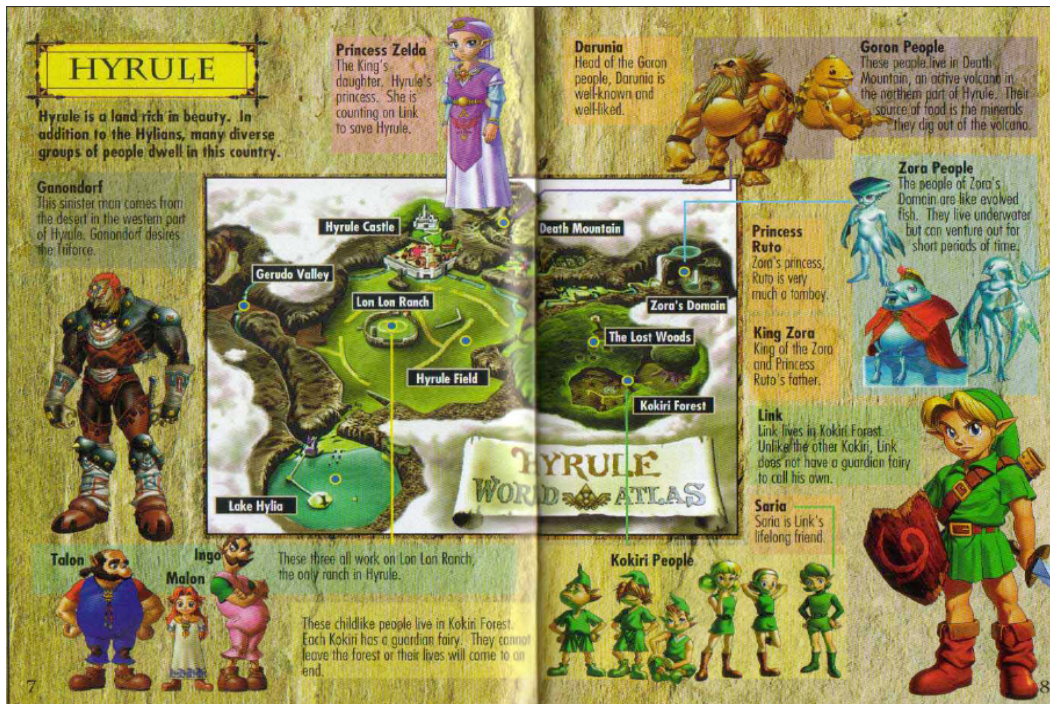 HYRULE
Hyrule is a land rich in beauty. In
addition to the Hylians, many diverse
groups of people dwell in this country.
Ganondorf
This sinister man comes from
the desert in the western part
of Hyrule. Ganondorf desires
the Triforce.
Princess Zelda
The King's
daughter. Hyrule's
princess. She is
counting on Link
to save Hyrule.
Darunia
Head of the Goron
people, Darunia is
well-known and
well-liked.
Goron People
These people live in Death
Mountain, an active volcano in
the northern part of Hyrule. Their
source of food is the minerals
they dig out of the volcano.
Zora People
The people of Zora's
Domain are like evolved
fish. They live underwater
but can venture out for
short periods of time.
Princess
Ruto
Zora's princess,
Ruto is very
much a tomboy.
King Zora
King of the Zora
and Princess
Ruto's father.
Link
Link lives in Kokiri Forest.
Unlike the other Kokiri, Link
does not have a guardian fairy
to call his own.
Saria
Saria is Link's
lifelong friend.
Hyrule Castle
Death Mountain
Gerudo Valley
Lon Lon Ranch
Zora's Domain
The Lost Woods
Hyrule Field
Kokiri Forest
Lake Hylia
HYRULE
WORLD ATLAS
Talon
Malon
Ingo
These three all work on Lon Lon Ranch,
the only ranch in Hyrule.
Kokiri People
These childlike people live in Kokiri Forest.
Each Kokiri has a guardian fairy. They cannot
leave the forest or their lives will come to an
end.
7
8